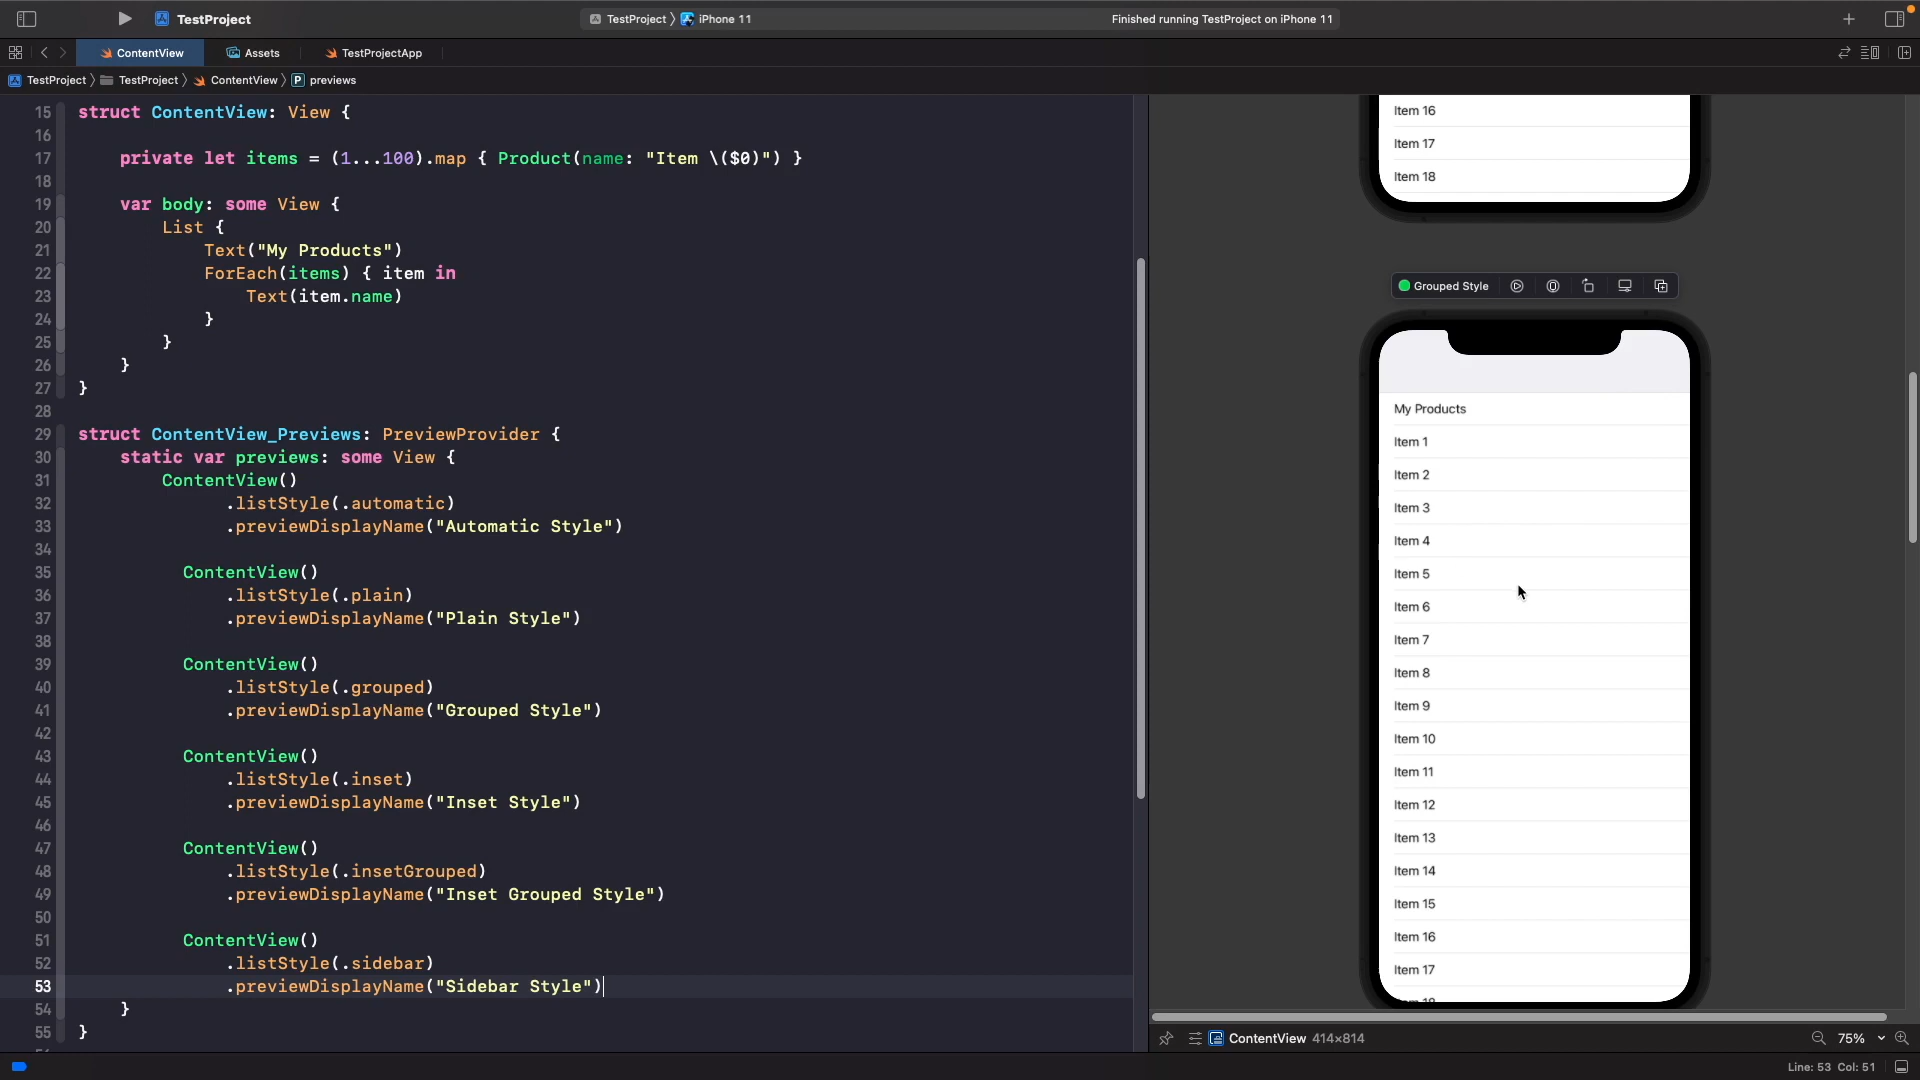 TestProject
TestProject
iPhone 11
Finished running TestProject on iPhone 11
ContentView
Assets
TestProjectApp
TestProject
TestProject
ContentView
P
previews
15 struct ContentView: View {
16
17 private let items = (1...100).map { Product(name: "Item \($0)") }
18
19 var body: some View {
20 List {
21 Text("My Products")
22 ForEach(items) { item in
23 Text(item.name)
24 }
25 }
26 }
27 }
28
29 struct ContentView_Previews: PreviewProvider {
30 static var previews: some View {
31 ContentView()
32 .listStyle(.automatic)
33 .previewDisplayName("Automatic Style")
34
35 ContentView()
36 .listStyle(.plain)
37 .previewDisplayName("Plain Style")
38
39 ContentView()
40 .listStyle(.grouped)
41 .previewDisplayName("Grouped Style")
42
43 ContentView()
44 .listStyle(.inset)
45 .previewDisplayName("Inset Style")
46
47 ContentView()
48 .listStyle(.insetGrouped)
49 .previewDisplayName("Inset Grouped Style")
50
51 ContentView()
52 .listStyle(.sidebar)
53 .previewDisplayName("Sidebar Style")
54 }
55 }
Item 16
Item 17
Item 18
Grouped Style
My Products
Item 1
Item 2
Item 3
Item 4
Item 5
Item 6
Item 7
Item 8
Item 9
Item 10
Item 11
Item 12
Item 13
Item 14
Item 15
Item 16
Item 17
ContentView 414×814
75%
Line: 53 Col: 51